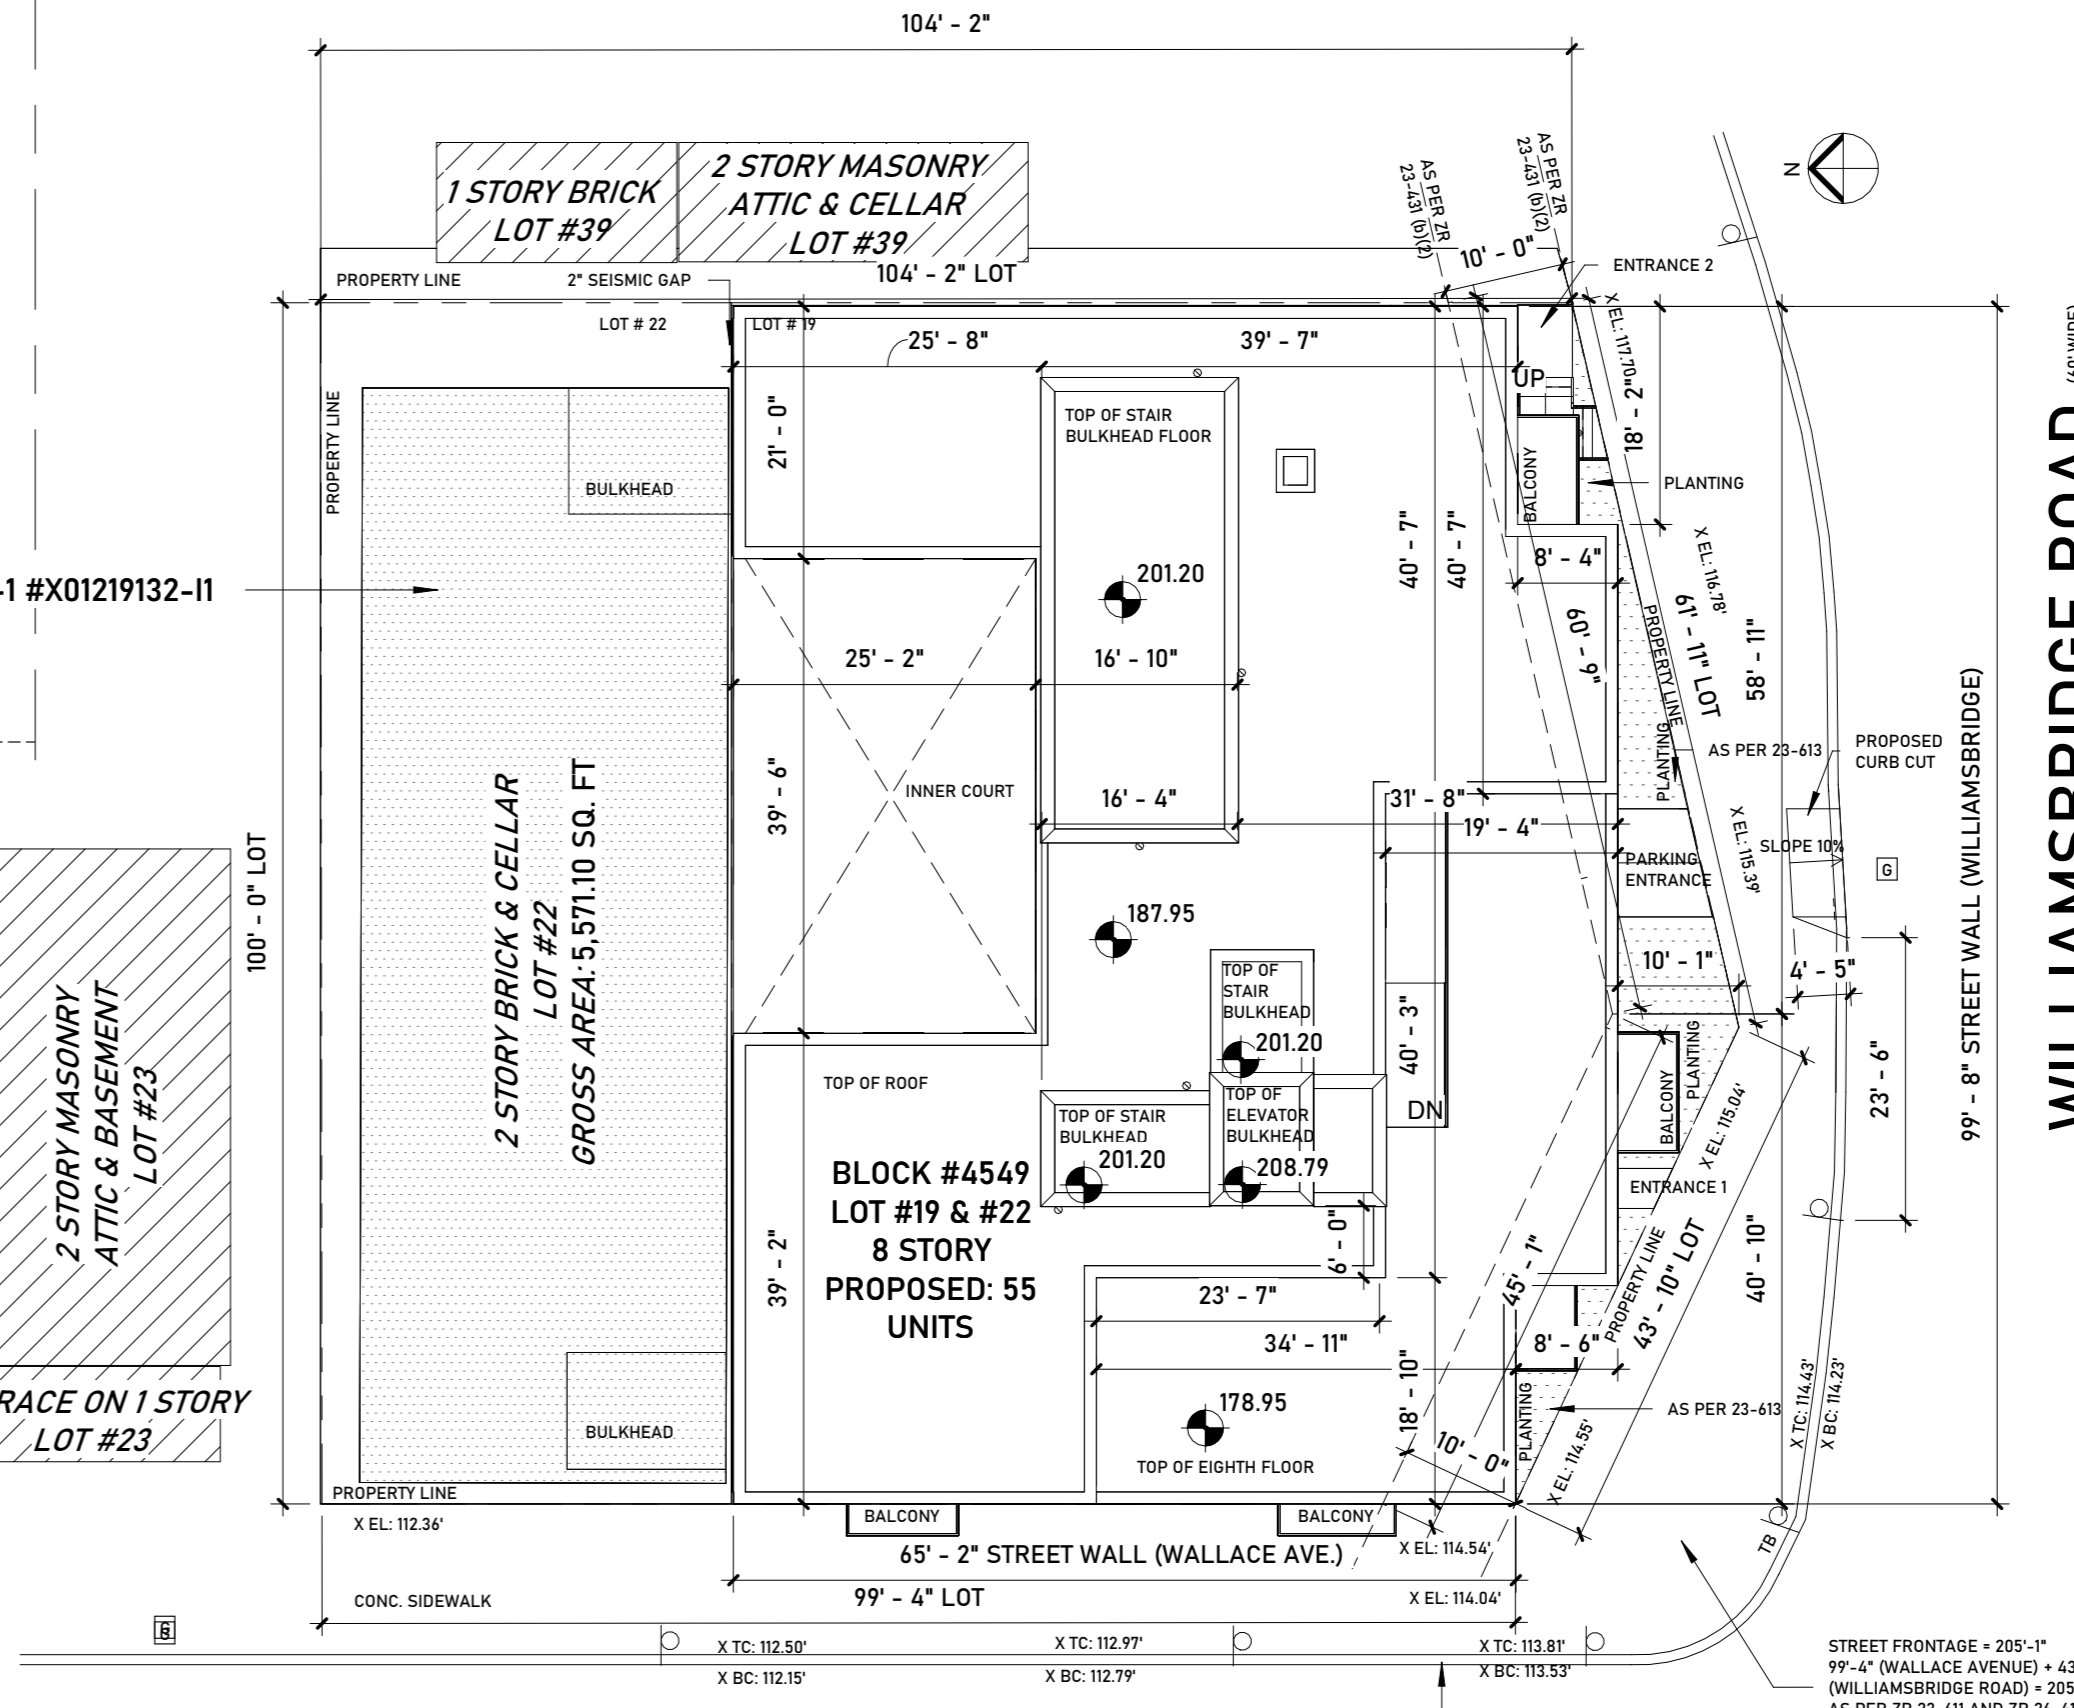 104' - 2"
1 STORY BRICK
LOT #39
2 STORY MASONRY
ATTIC & CELLAR
LOT #39
AS PER ZR
23-431 (b)(2)
AS PER ZR
23-431 (b)(2)
N
10' - 0"
ENTRANCE 2
PROPERTY LINE
2" SEISMIC GAP
104' - 2" LOT
LOT # 22
LOT # 19
25' - 8"
39' - 7"
X EL: 117.70
18' - 2"
UP
PROPERTY LINE
21' - 0"
TOP OF STAIR
BULKHEAD FLOOR
BULKHEAD
BALCONY
PLANTING
40' - 7"
40' - 7"
8' - 4"
X EL: 116.78'
-1 #X01219132-I1
201.20
25' - 2"
16' - 10"
60' - 9"
PROPERTY LINE
61' - 11" LOT
58' - 11"
WILLIAMSBRIDGE ROAD
PLANTING
AS PER 23-613
PROPOSED
CURB CUT
39' - 6"
INNER COURT
16' - 4"
31' - 8"
19' - 4"
X EL: 115.39'
SLOPE 10%
G
PARKING
ENTRANCE
99' - 8" STREET WALL (WILLIAMSBRIDGE)
100' - 0" LOT
2 STORY BRICK & CELLAR
LOT #22
GROSS AREA: 5,571.10 SQ. FT
187.95
10' - 1"
4' - 5"
TOP OF
STAIR
BULKHEAD
201.20
40' - 3"
2 STORY MASONRY
ATTIC & BASEMENT
LOT #23
TOP OF ROOF
BALCONY
PLANTING
X EL: 115.04'
23' - 6"
DN
TOP OF STAIR
BULKHEAD
201.20
TOP OF
ELEVATOR
BULKHEAD
208.79
BLOCK #4549
LOT #19 & #22
8 STORY
PROPOSED: 55
UNITS
ENTRANCE 1
39' - 2"
6' - 0"
45' - 1"
PROPERTY LINE
43' - 10" LOT
40' - 10"
23' - 7"
34' - 11"
8' - 6"
18' - 10"
RACE ON 1 STORY
LOT #23
178.95
TOP OF EIGHTH FLOOR
BULKHEAD
10' - 0"
PLANTING
AS PER 23-613
X EL: 114.55'
X TC: 114.43'
X BC: 114.23'
PROPERTY LINE
X EL: 112.36'
BALCONY
BALCONY
X EL: 114.54'
TB
65' - 2" STREET WALL (WALLACE AVE.)
99' - 4" LOT
X EL: 114.04'
CONC. SIDEWALK
X TC: 112.50'
X BC: 112.15'
X TC: 112.97'
X BC: 112.79'
X TC: 113.81'
X BC: 113.53'
STREET FRONTAGE = 205'-1"
99'-4" (WALLACE AVENUE) + 43
(WILLIAMSBRIDGE ROAD) = 205